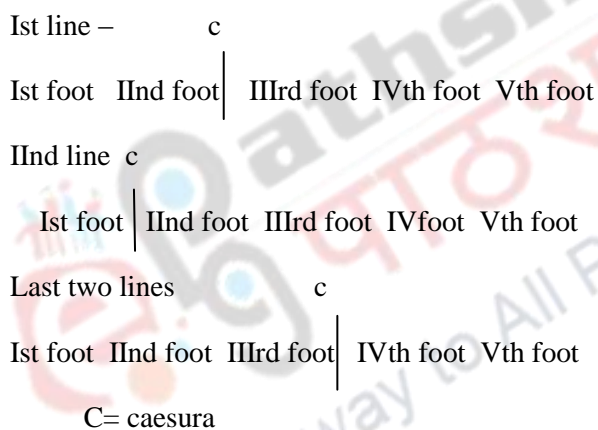 Ist line – c
Ist foot IInd foot| IIIrd foot IVth foot Vth foot
IInd line c
Ist foot | IInd foot IIIrd foot IVfoot Vth foot
Last two lines c
Ist foot IInd foot IIIrd foot| IVth foot Vth foot
C= caesura